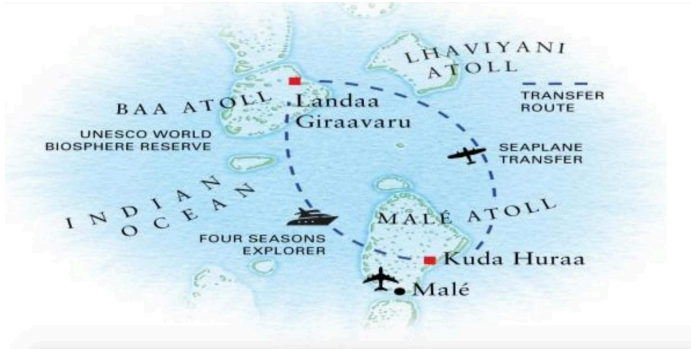 LHAVIYANI
ATOLL
TRANSFER
ROUTE
BAA ATOLL
Landaa
Giraavaru
UNESCO WORLD
BIOSPHERE RESERVE
SEAPLANE
TRANSFER
INDIAN
OCEAN
MALÉ ATOLL
FOUR SEASONS
EXPLORER
Kuda Huraa
Malé